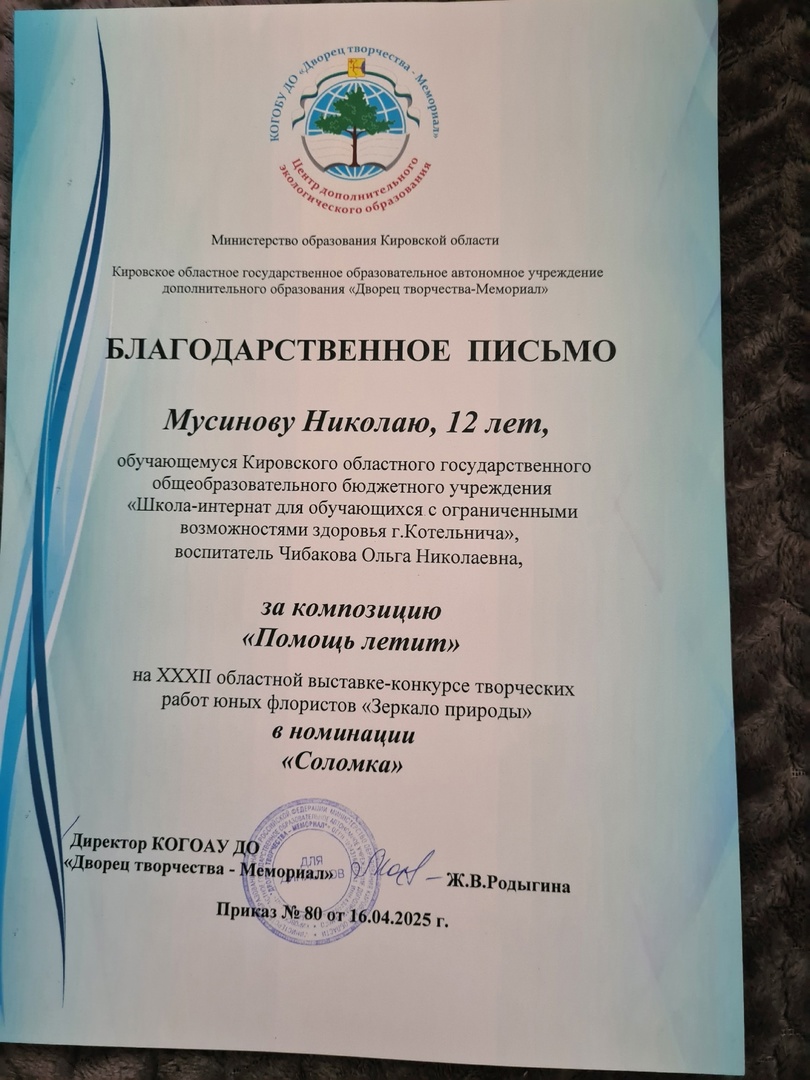 КОГОБУ ДО «Дворец творчества - Мемориал»
Центр дополнительного
экологического образования
Министерство образования Кировской области
Кировское областное государственное образовательное автономное учреждение
дополнительного образования «Дворец творчества-Мемориал»
БЛАГОДАРСТВЕННОЕ ПИСЬМО
Мусинову Николаю, 12 лет,
обучающемуся Кировского областного государственного
общеобразовательного бюджетного учреждения
«Школа-интернат для обучающихся с ограниченными
возможностями здоровья г.Котельнича»,
воспитатель Чибакова Ольга Николаевна,
за композицию
«Помощь летит»
на XXXII областной выставке-конкурсе творческих
работ юных флористов «Зеркало природы»
в номинации
«Соломка»
Директор КОГОАУ ДО
«Дворец творчества - Мемориал»
Ж.В.Родыгина
ДЛЯ
Приказ № 80 от 16.04.2025 г.